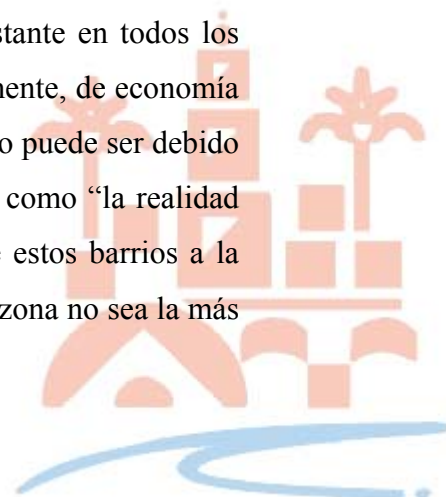 stante en todos los
nente, de economía
o puede ser debido
como “la realidad
estos barrios a la
zona no sea la más